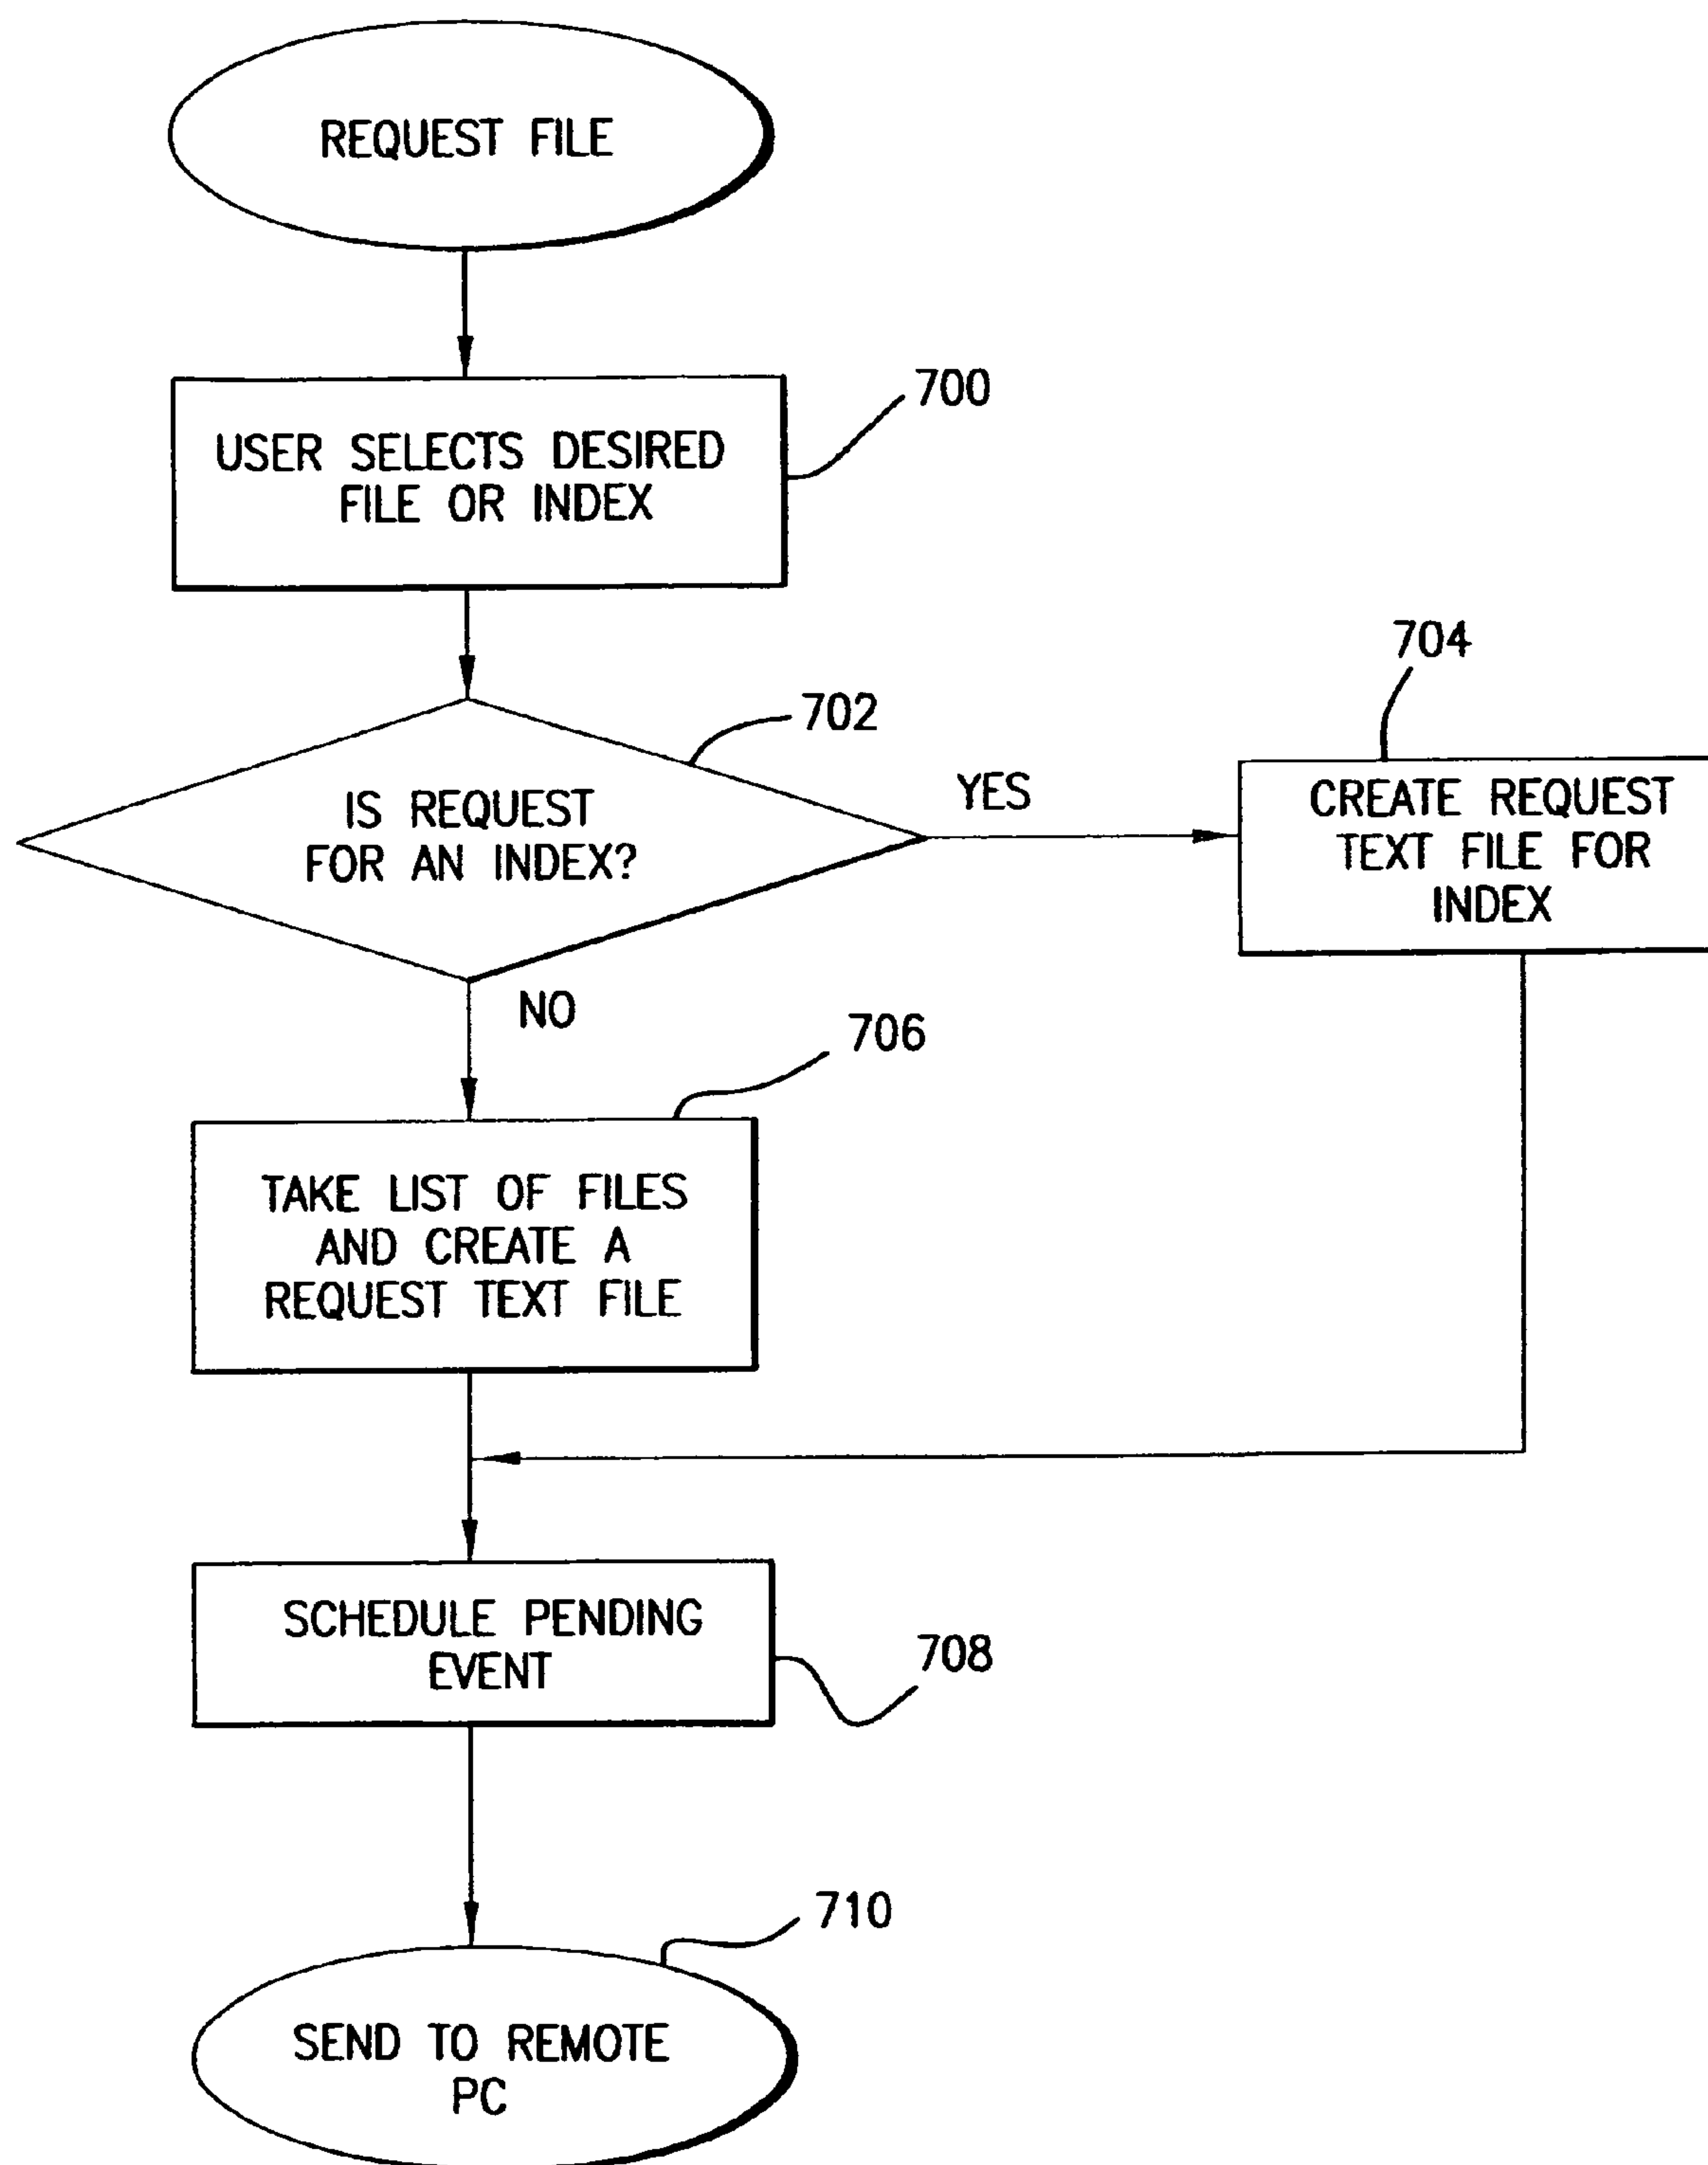 REQUEST FILE
700
USER SELECTS DESIRED
FILE OR INDEX
702
IS REQUEST
FOR AN INDEX?
YES
704
CREATE REQUEST
TEXT FILE FOR
INDEX
NO
706
TAKE LIST OF FILES
AND CREATE A
REQUEST TEXT FILE
SCHEDULE PENDING
EVENT
708
710
SEND TO REMOTE
PC